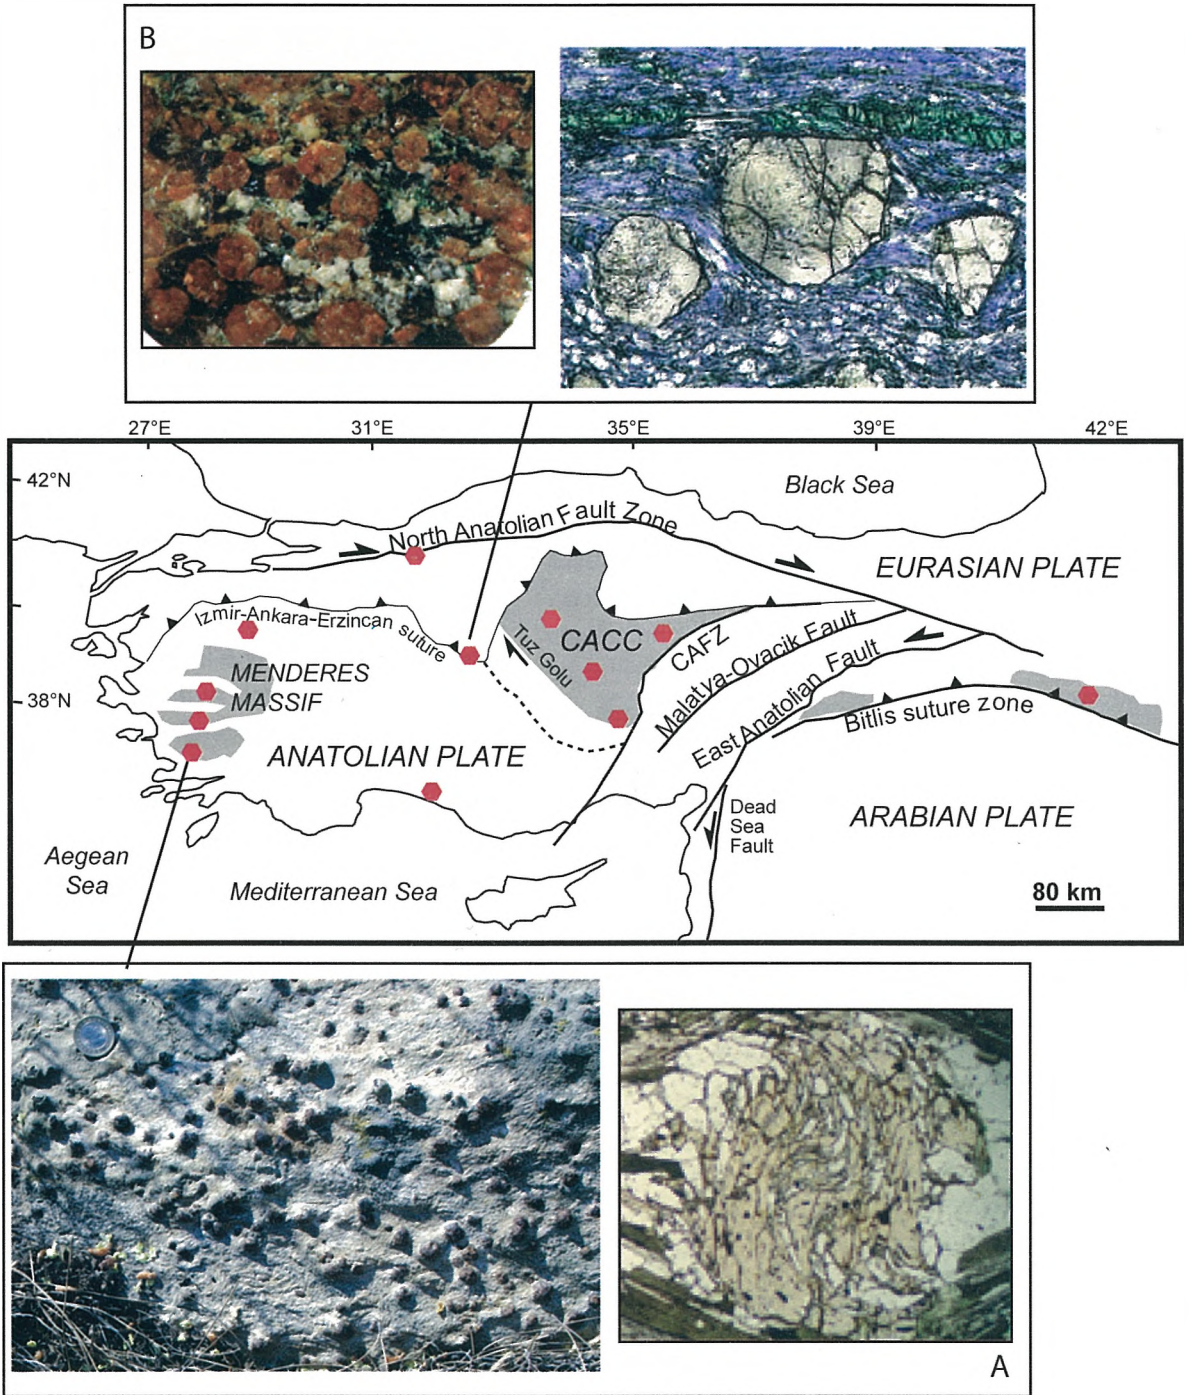 B
27°E
31°E
35°E
39°E
42°E
42°N
Black Sea
North Anatolian Fault Zone
EURASIAN PLATE
Izmir-Ankara-Erzincan suture
CACC
Tuz Golu
CAFZ
Malatya-Ovacik Fault
MENDERES
MASSIF
38°N
East Anatolian Fault
Bitlis suture zone
ANATOLIAN PLATE
Dead
Sea
Fault
ARABIAN PLATE
Aegean
Sea
Mediterranean Sea
80 km
A